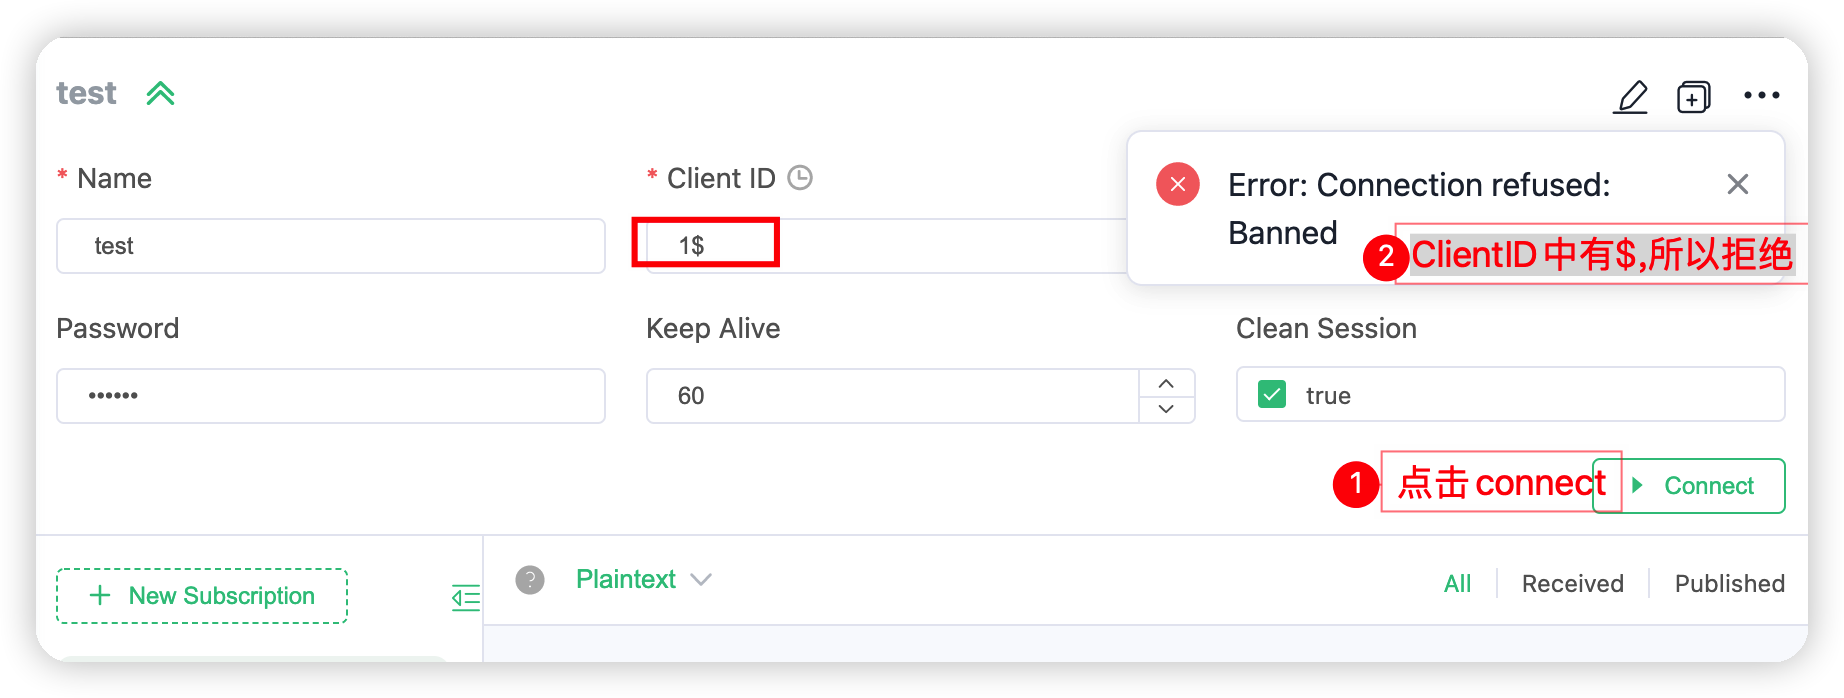 test
* Name
* Client ID
test
1$
Error: Connection refused:
Banned
2 ClientID中有$,所以拒绝
Password
Keep Alive
Clean Session
••••••
60
true
1 点击connect
Connect
+ New Subscription
? Plaintext
All
Received
Published